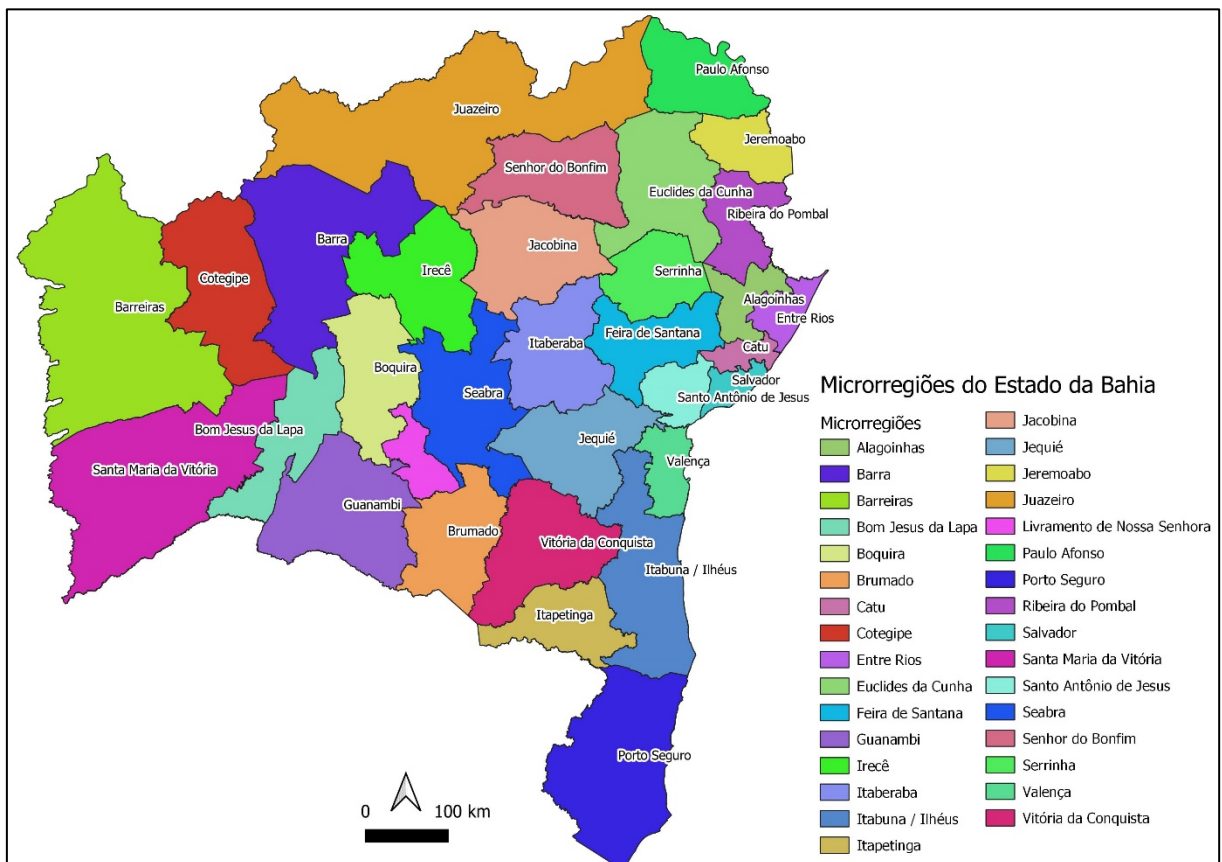 Paulo Afonso
Juazeiro
Jeremoabo
Senhor do Bonfim
Euclides da Cunha
Ribeira do Pombal
Barra
Jacobina
Irecê
Serrinha
Cotegipe
Alagoinhas
Barreiras
Entre Rios
Feira de Santana
Itaberaba
Catu
Boquira
Salvador
Seabra
Santo Antônio de Jesus
Bom Jesus da Lapa
Jequié
Valença
Santa Maria da Vitória
Guanambi
Brumado
Vitória da Conquista
Itabuna / Ilhéus
Itapetinga
Porto Seguro
0 100 km
Microrregiões do Estado da Bahia
Microrregiões
Alagoinhas
Barra
Barreiras
Bom Jesus da Lapa
Boquira
Brumado
Catu
Cotegipe
Entre Rios
Euclides da Cunha
Feira de Santana
Guanambi
Irecê
Itaberaba
Itabuna / Ilhéus
Itapetinga
Jacobina
Jequié
Jeremoabo
Juazeiro
Livramento de Nossa Senhora
Paulo Afonso
Porto Seguro
Ribeira do Pombal
Salvador
Santa Maria da Vitória
Santo Antônio de Jesus
Seabra
Senhor do Bonfim
Serrinha
Valença
Vitória da Conquista